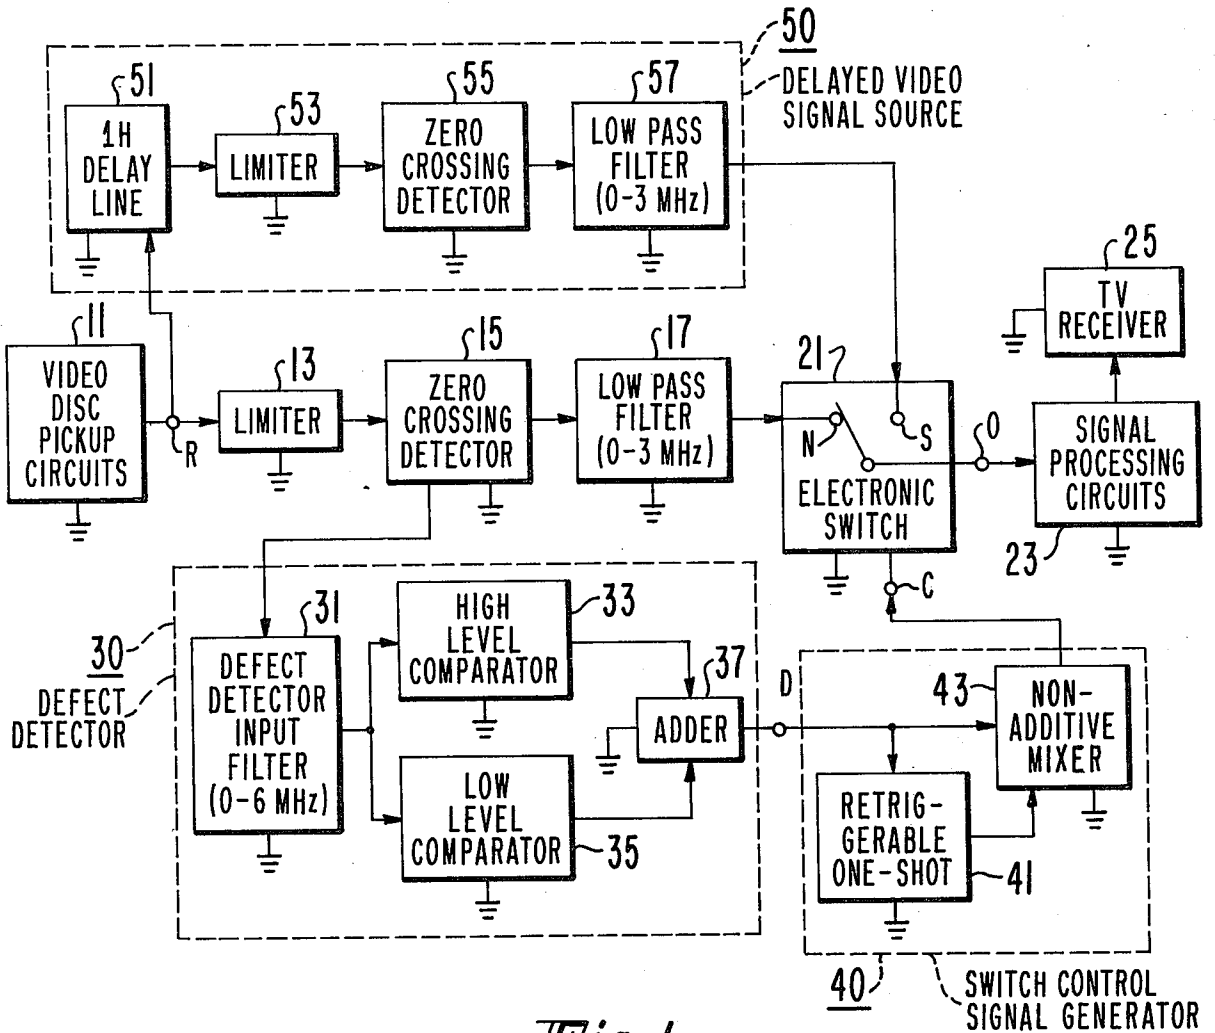 50
DELAYED VIDEO
SIGNAL SOURCE
51
1H
DELAY
LINE
53
LIMITER
55
ZERO
CROSSING
DETECTOR
57
LOW PASS
FILTER
(0-3 MHz)
11
VIDEO
DISC
PICKUP
CIRCUITS
R
13
LIMITER
15
ZERO
CROSSING
DETECTOR
17
LOW PASS
FILTER
(0-3 MHz)
21
N
S
ELECTRONIC
SWITCH
O
C
25
TV
RECEIVER
SIGNAL
PROCESSING
CIRCUITS
23
30
DEFECT
DETECTOR
31
DEFECT
DETECTOR
INPUT
FILTER
(0-6 MHz)
33
HIGH
LEVEL
COMPARATOR
LOW
LEVEL
COMPARATOR
35
37
ADDER
D
43
NON-
ADDITIVE
MIXER
RETRIG-
GERABLE
ONE-SHOT
41
40
SWITCH CONTROL
SIGNAL GENERATOR